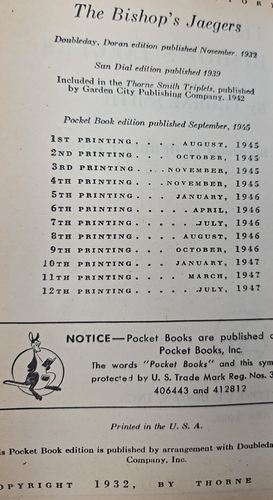 The Bishop's Jaegers
Doubleday, Doran edition published November, 1932
Sun Dial edition published 1939
Included in the Thorne Smith Triplets, published
by Garden City Publishing Company, 1942
Pocket Book edition published September, 1945
1ST PRINTING. . . . . AUGUST, 1945
2ND PRINTING. . . . OCTOBER, 1945
3RD PRINTING. . . .NOVEMBER, 1945
4TH PRINTING. . . .NOVEMBER, 1945
5TH PRINTING. . . . JANUARY, 1946
6TH PRINTING. . . . . . APRIL, 1946
7TH PRINTING. . . . . . JULY, 1946
8TH PRINTING. . . . . AUGUST, 1946
9TH PRINTING. . . . OCTOBER, 1946
10TH PRINTING. . . . JANUARY, 1947
11TH PRINTING. . . . . MARCH, 1947
12TH PRINTING. . . . . .JULY, 1947
NOTICE—Pocket Books are published
Pocket Books, Inc.
The words "Pocket Books" and this sym
protected by U. S. Trade Mark Reg. Nos. 3
406443 and 412812
Printed in the U. S. A.
is Pocket Book edition is published by arrangement with Doubleda
Company, Inc.
OPYRIGHT 1932, BY THORNE